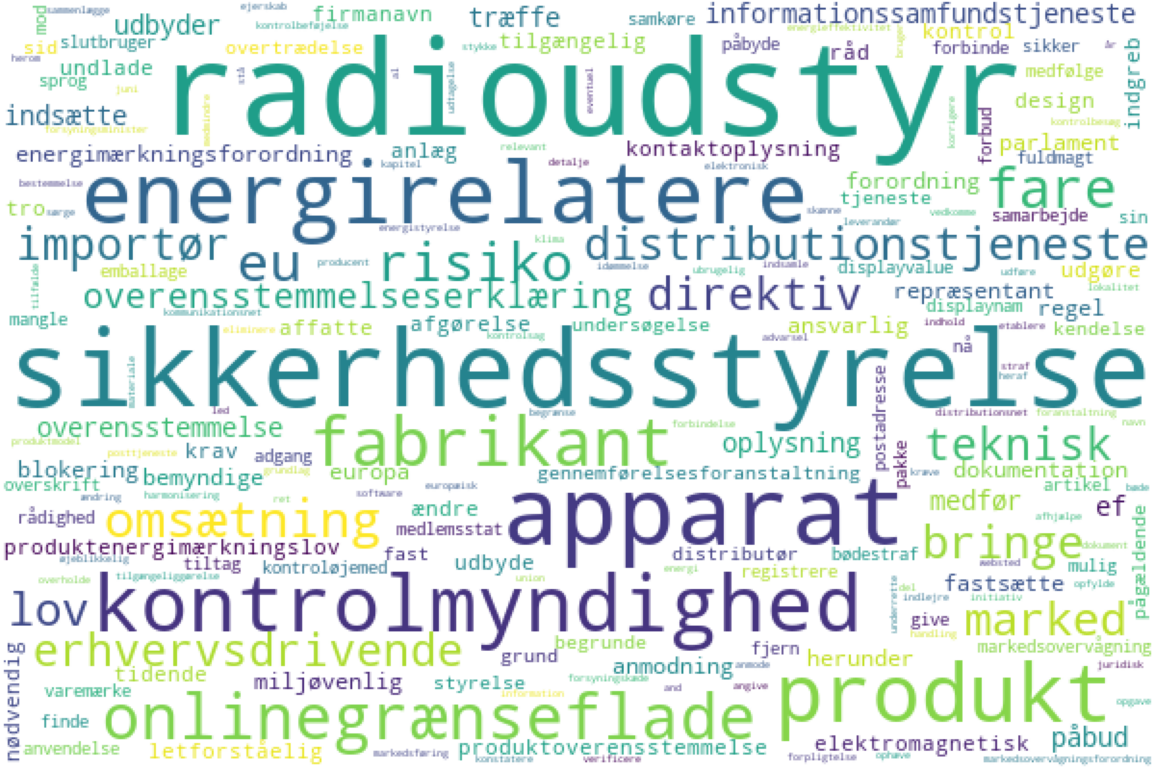 sammenlægge ejerskab mod udbyder firmanavn træffe samkøre informationssamfundstjeneste
kontrolbeføjelse energieffektivitet
herom sid slutbruger overtrædelse stykke tilgængelig påbyde råd kontrol forbinde sikker år
sprog undlade radioudstyr bruger medfølge
juni stå al udtagelse eventuel design indgreb
indsætte medmindre korrigere kontrolbesøg
forsyningsminister forbud parlament
energimærkningsforordning anlæg relevant kontaktoplysning fuldmagt
kapitel detalje elektronisk
bestemmelse energirelatere forordning fare
tro sørge skønne tjeneste samarbejde sin
leverandør vedkomme
importør energistyrelse klima distributionstjeneste
eu producent risiko idømmelse indsamle displayvalue udføre udgøre
emballage ubrugelig lokalitet
tilfælde overensstemmelseserklæring direktiv repræsentant
kommunikationsnet displaynam regel
mangle eliminere affatte afgørelse undersøgelse ansvarlig indhold etablere kendelse
kontrolsag advarsel nå
sikkerhedsstyrelse straf
materiale heraf
led begrænse postadresse distributionsnet foranstaltning
overensstemmelse fabrikant forbindelse navn
produktmodel krav oplysning teknisk
posttjeneste adgang pakke
blokering bemyndige grundlag europa gennemførelsesforanstaltning kræve dokumentation
overskrift harmonisering software europæisk artikel bøde
ændring ret apparat medfør ef
rådighed omsætning ændre afhjælpe
medlemsstat bringe dokument pågældende
produktenergimærkningslov fast distributør bødestraf
øjeblikkelig tiltag udbyde websted mulig
overholde tilgængeliggørelse kontroløjemed union energi registrere fastsætte opfylde
lov kontrolmyndighed underrette indlejre initiativ
del give marked
handling
nødvendig erhvervsdrivende begrunde fjern markedsovervågning
grund herunder
tidende anmodning juridisk
miljøvenlig styrelse forsyningskæde anmode
varemærke and angive produkt opgave
information
finde onlinegrænseflade
påbud
anvendelse letforståelig markedsføring produktoverensstemmelse elektromagnetisk
konstatere verificere forpligtelse ophæve markedsovervågningsforordning